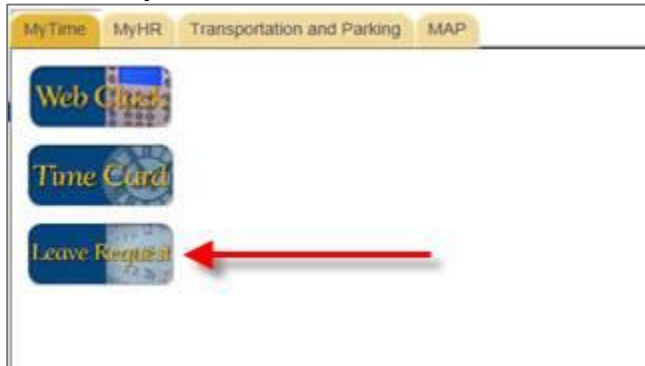 MyTime MyHR Transportation and Parking MAP
Web Clock
Time Card
Leave Request